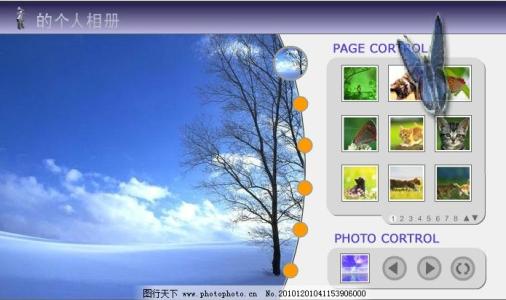 的个人相册
PAGE CORTROL
1 2 3 4 5 6 7 8
PHOTO CORTROL
图行天下 www.photophoto.cn No.20101201041153906000